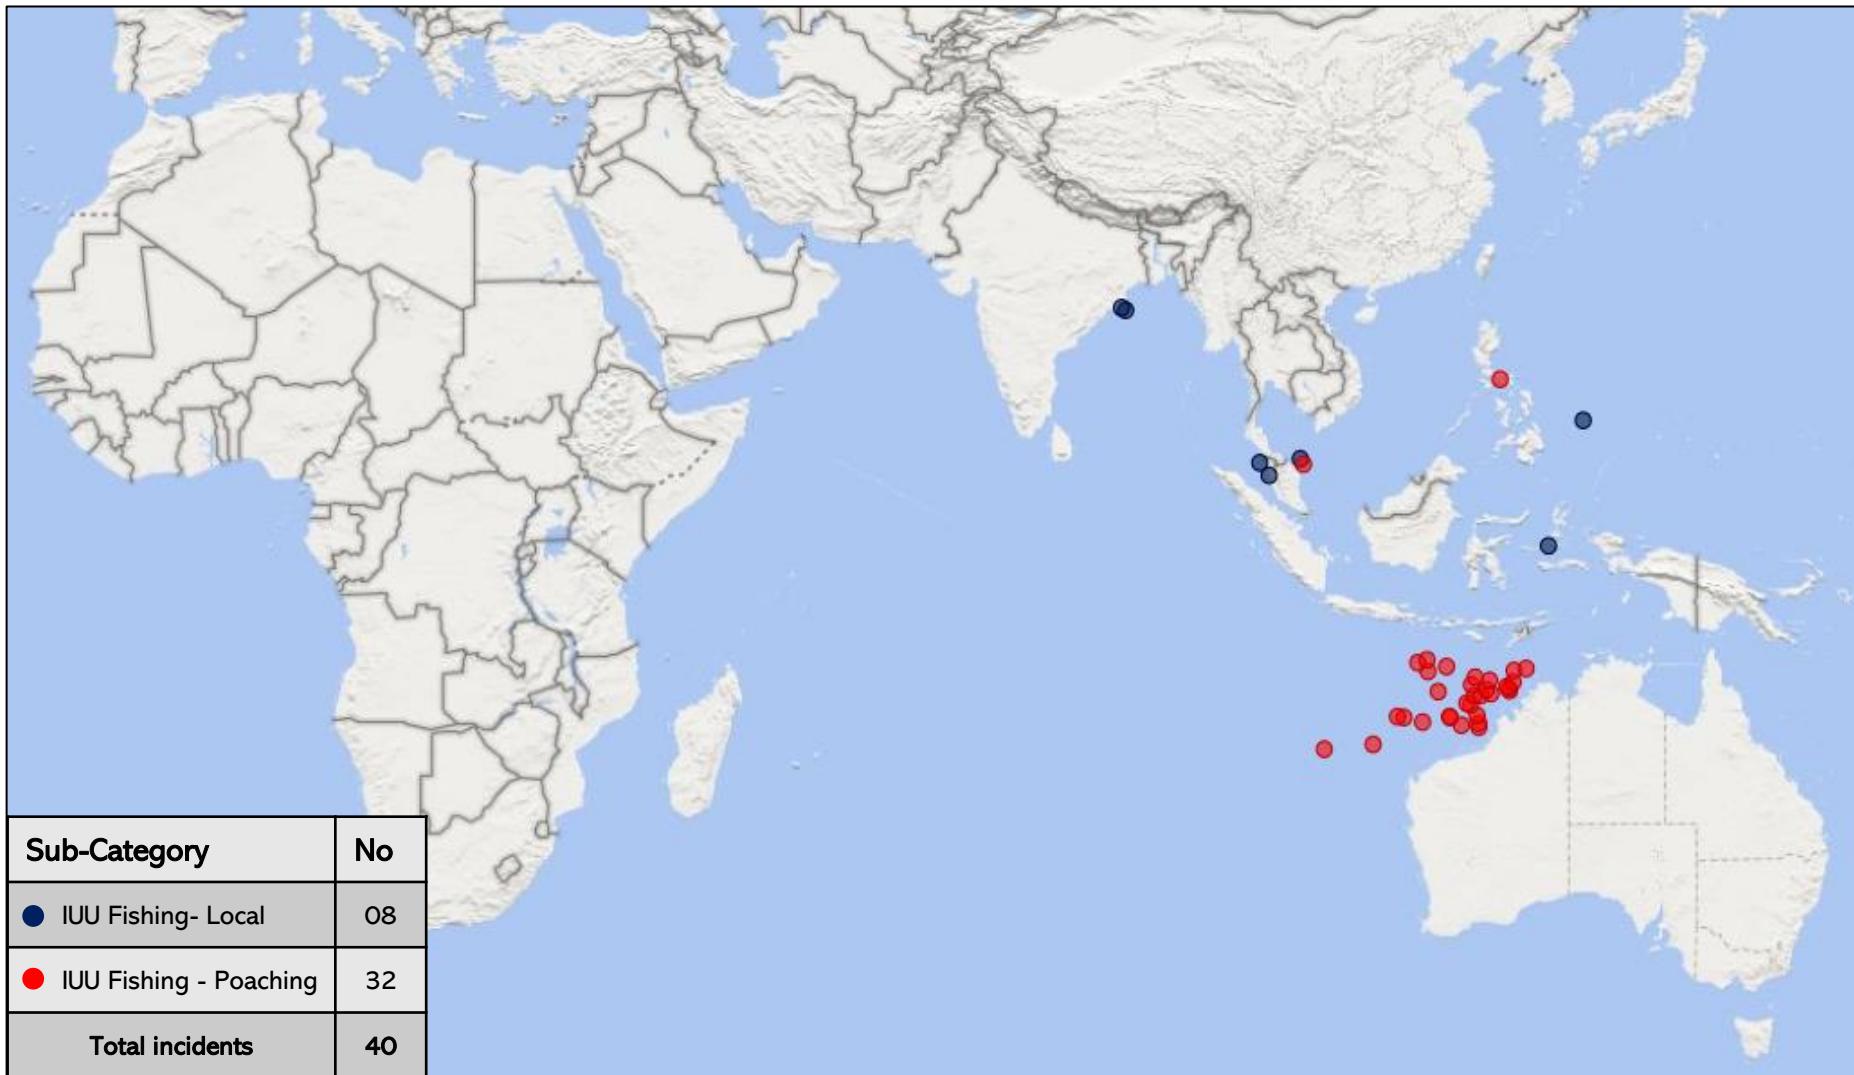 Sub-Category No
IUU Fishing- Local 08
IUU Fishing - Poaching 32
Total incidents 40